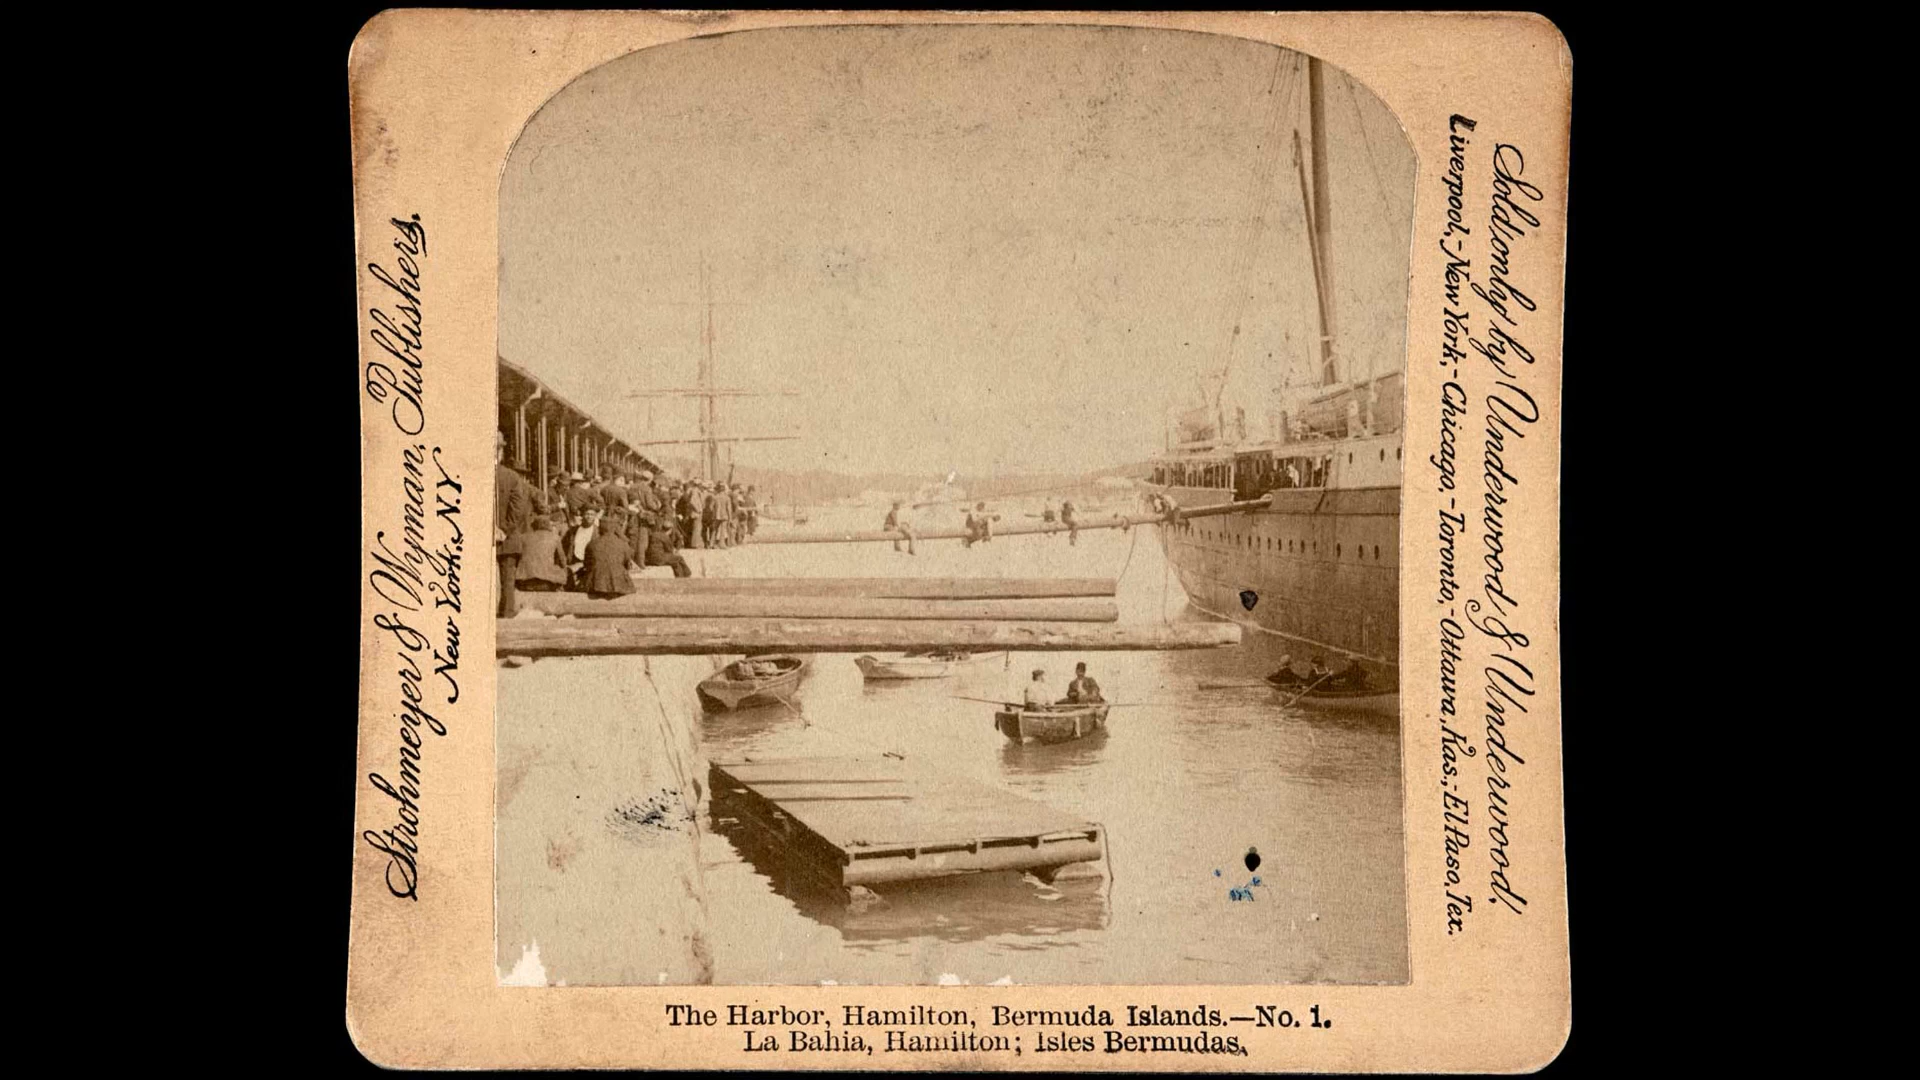 Strohmeyer & Wyman, Publishers.
New York, N.Y.
Sold only by Underwood & Underwood.
Liverpool,-New York,-Chicago,-Toronto,-Ottawa, Kas.,-El Paso, Tex.
The Harbor, Hamilton, Bermuda Islands.—No. 1.
La Bahia, Hamilton; Isles Bermudas.